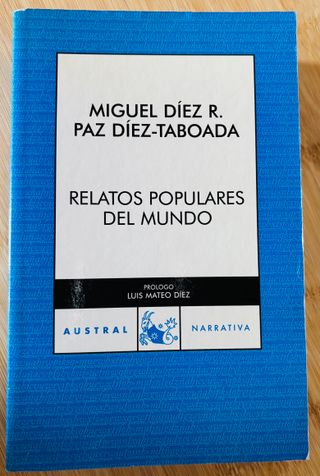 MIGUEL DÍEZ R.
PAZ DÍEZ-TABOADA
RELATOS POPULARES
DEL MUNDO
PRÓLOGO
LUIS MATEO DÍEZ
AUSTRAL NARRATIVA